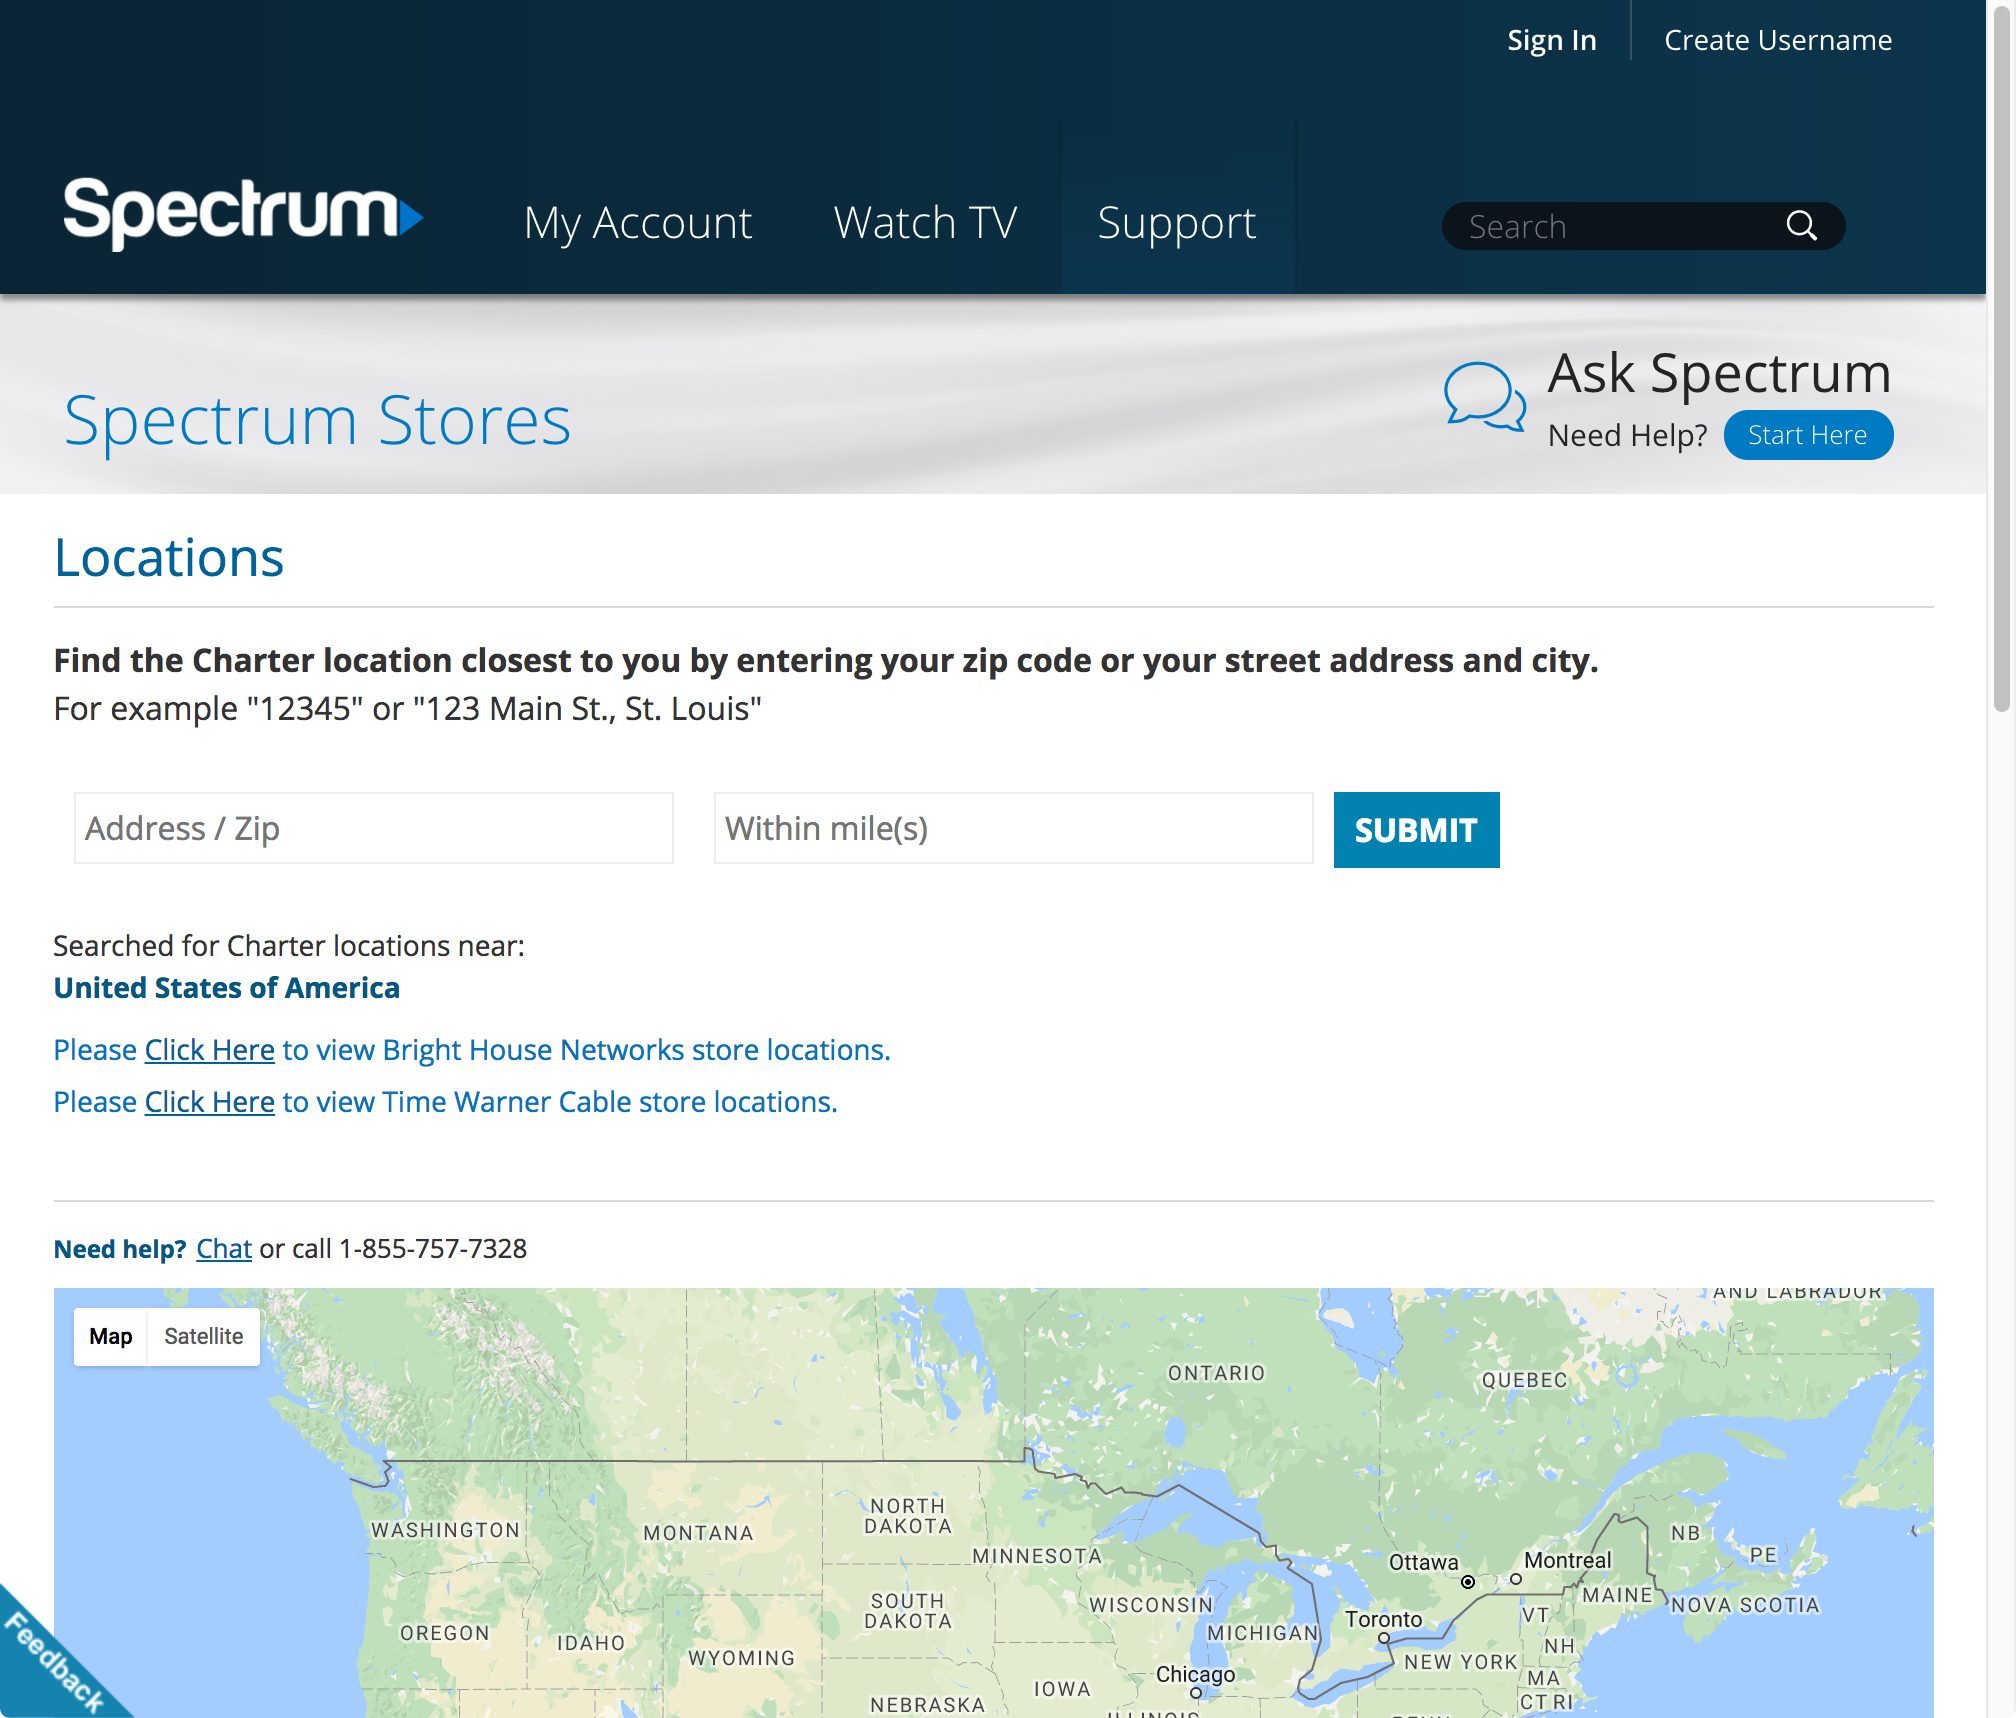 Sign In
Create Username
Spectrum
My Account
Watch TV
Support
Search
Spectrum Stores
Ask Spectrum
Need Help?
Start Here
Locations
Find the Charter location closest to you by entering your zip code or your street address and city.
For example "12345" or "123 Main St., St. Louis"
Address / Zip
Within mile(s)
SUBMIT
Searched for Charter locations near:
United States of America
Please Click Here to view Bright House Networks store locations.
Please Click Here to view Time Warner Cable store locations.
Need help? Chat or call 1-855-757-7328
Map
Satellite
AND LABRADOR
ONTARIO
QUEBEC
WASHINGTON
MONTANA
NORTH
DAKOTA
MINNESOTA
Ottawa
Montreal
NB
PE
SOUTH
DAKOTA
WISCONSIN
MICHIGAN
Toronto
VT
MAINE
NOVA SCOTIA
OREGON
IDAHO
WYOMING
NEW YORK
NH
Chicago
MA
NEBRASKA
IOWA
CT RI
ILLINOIS
Feedback